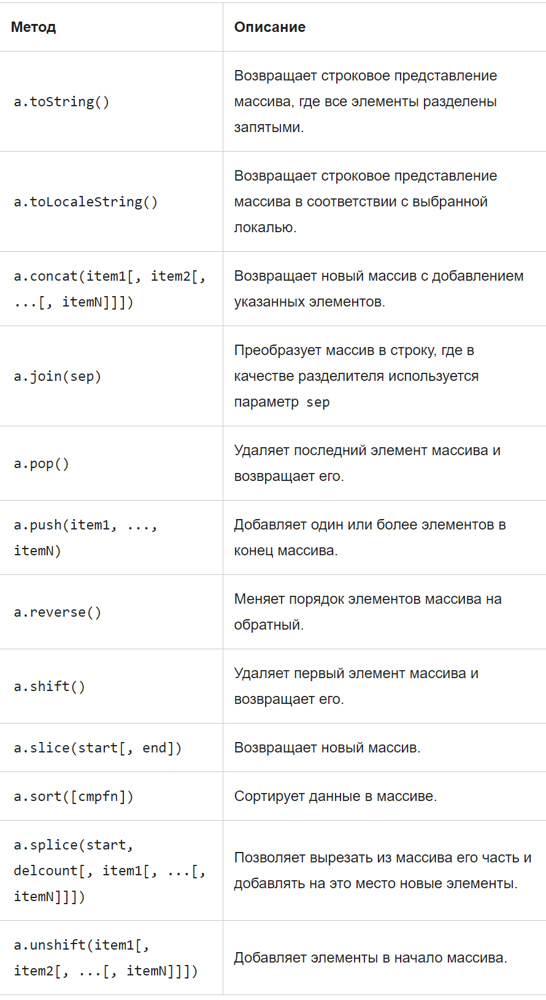 Метод
Описание
a.toString()
Возвращает строковое представление
массива, где все элементы разделены
запятыми.
a.toLocaleString()
Возвращает строковое представление
массива в соответствии с выбранной
локалью.
a.concat(item1[, item2[,
...[, itemN]]])
Возвращает новый массив с добавлением
указанных элементов.
a.join(sep)
Преобразует массив в строку, где в
качестве разделителя используется
параметр sep
a.pop()
Удаляет последний элемент массива и
возвращает его.
a.push(item1, ...,
itemN)
Добавляет один или более элементов в
конец массива.
a.reverse()
Меняет порядок элементов массива на
обратный.
a.shift()
Удаляет первый элемент массива и
возвращает его.
a.slice(start[, end])
Возвращает новый массив.
a.sort([cmpfn])
Сортирует данные в массиве.
a.splice(start,
delcount[, item1[, ...[,
itemN]]])
Позволяет вырезать из массива его часть и
добавлять на это место новые элементы.
a.unshift(item1[,
item2[, ...[, itemN]]])
Добавляет элементы в начало массива.